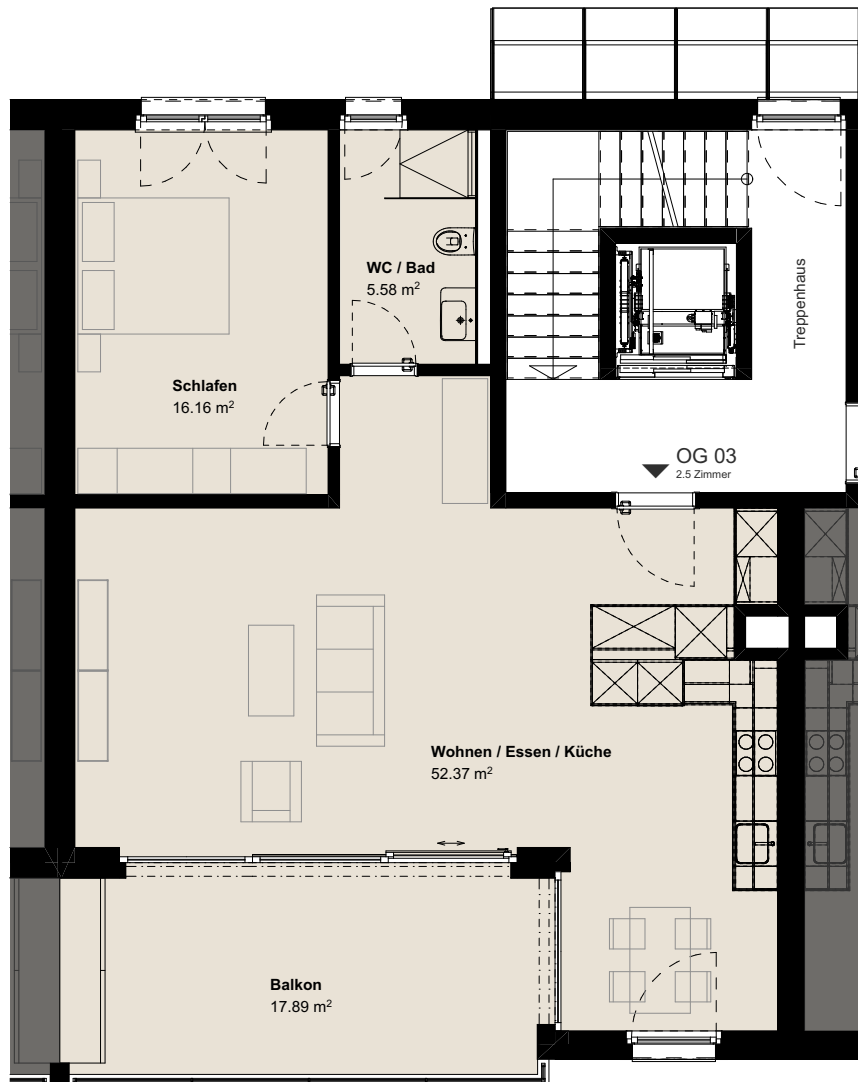 WC / Bad
5.58 m²
Treppenhaus
Schlafen
16.16 m²
OG 03
2.5 Zimmer
Wohnen / Essen / Küche
52.37 m²
Balkon
17.89 m²